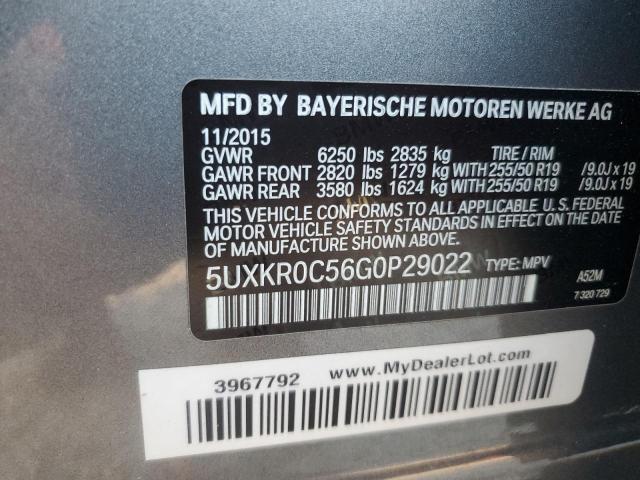 MFD BY BAYERISCHE MOTOREN WERKE AG
11/2015
GVWR 6250 lbs 2835 kg TIRE / RIM
GAWR FRONT 2820 lbs 1279 kg WITH 255/50 R19 /9.0J x 19
GAWR REAR 3580 lbs 1624 kg WITH 255/50 R19 /9.0J x 19
THIS VEHICLE CONFORMS TO ALL APPLICABLE U.S. FEDERAL
MOTOR VEHICLE SAFETY STANDARDS IN EFFECT ON THE DATE
OF MANUFACTURE SHOWN ABOVE.
5UXKR0C56G0P29022 TYPE: MPV A52M
7 320 729
3967792 www.MyDealerLot.com